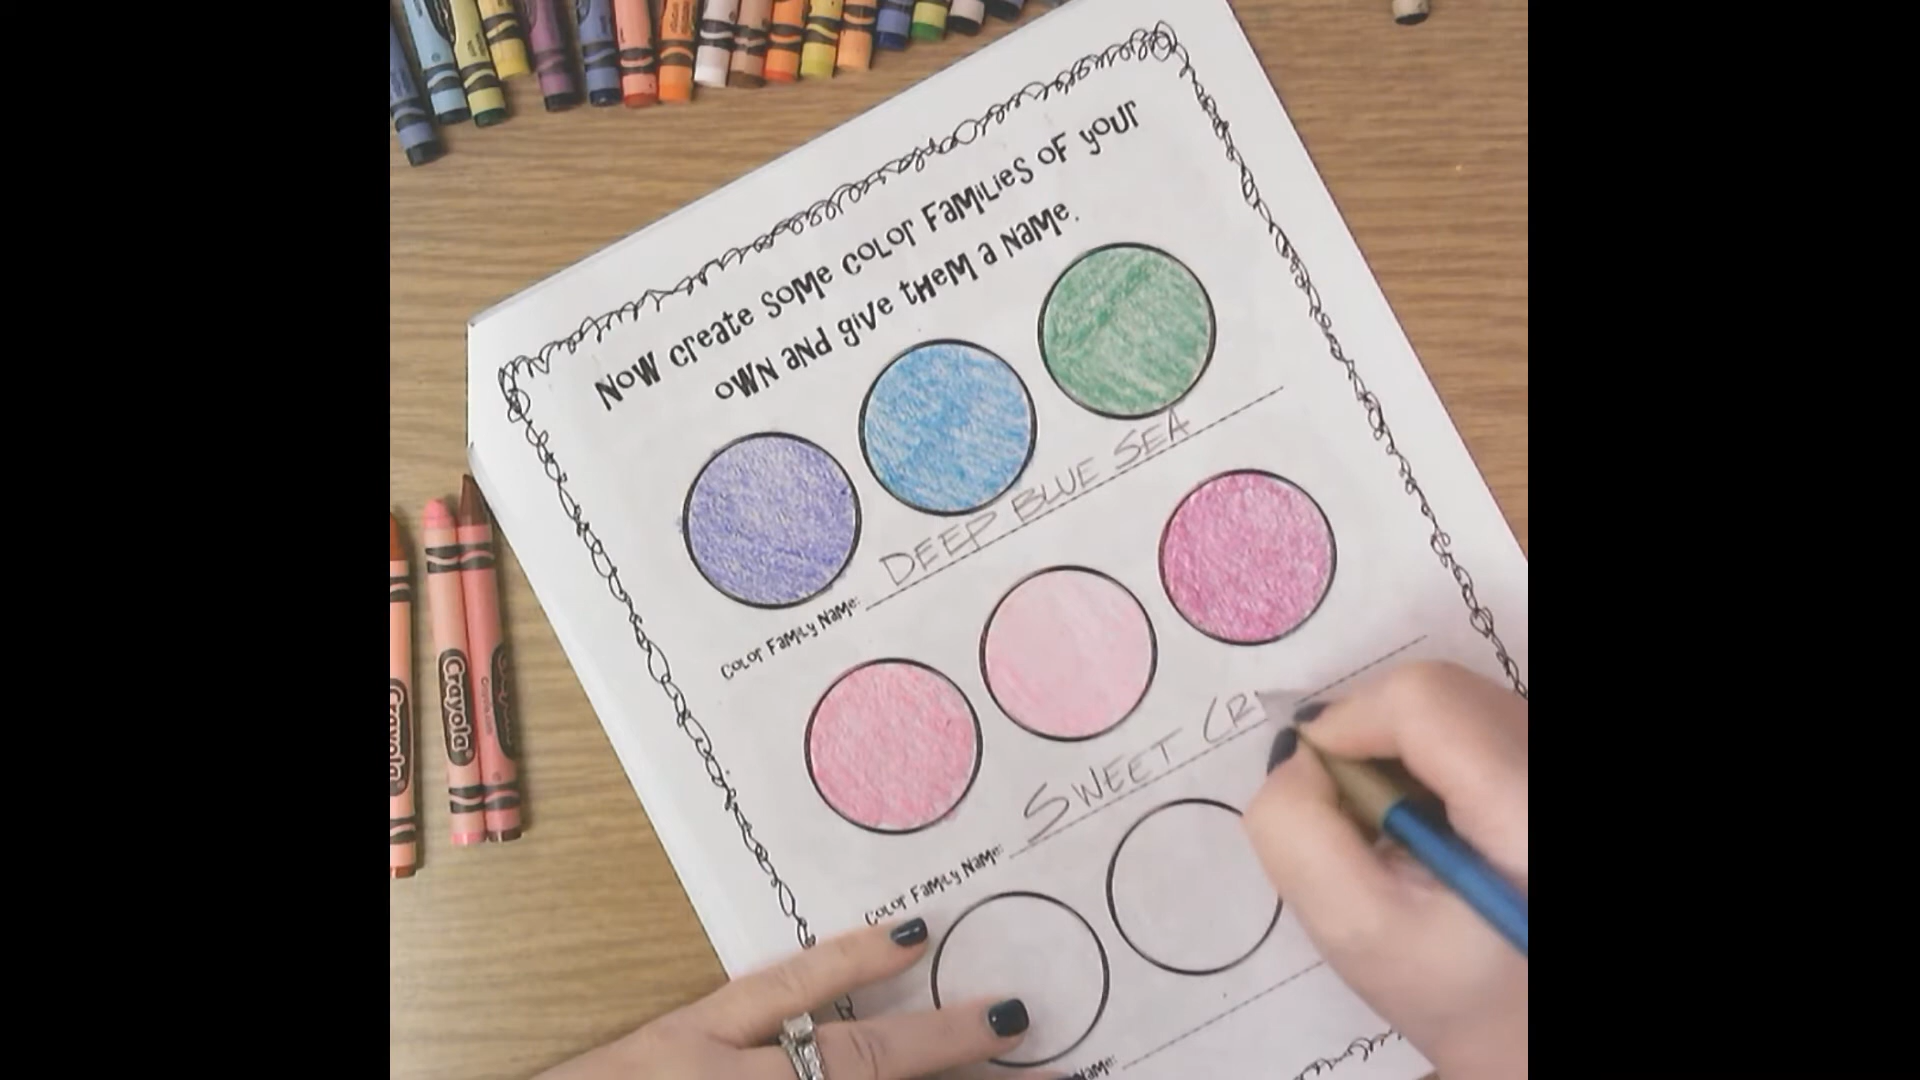 Now create some color families of your
own and give them a name.
DEEP BLUE SEA
Color Family Name:
SWEET CR
Color Family Name:
Name:
Crayola
Crayola